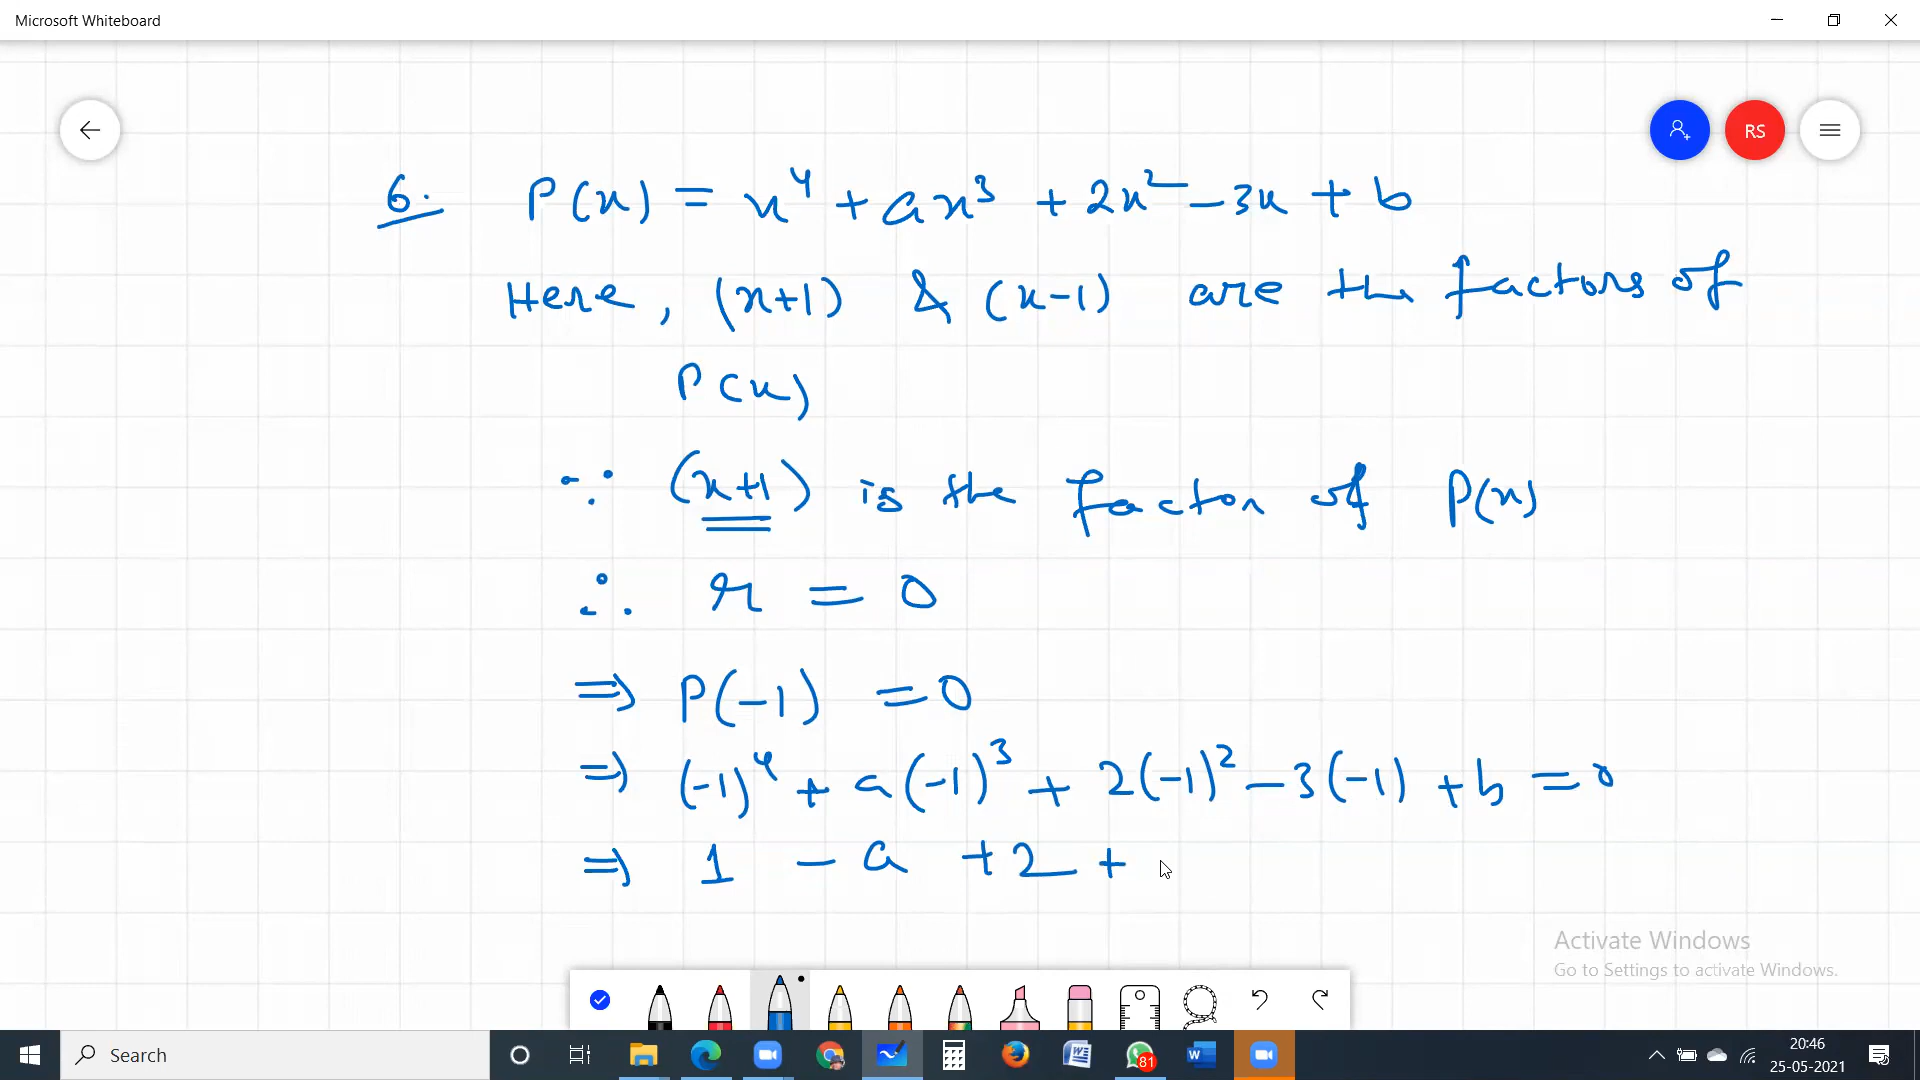 Microsoft Whiteboard
RS
6. P(x) = x⁴ + ax³ + 2x² - 3x + b
Here, (x+1) & (x-1) are the factors of
P(x)
∵ (x+1) is the factor of P(x)
∴ r = 0
⇒ P(-1) = 0
⇒ (-1)⁴ + a(-1)³ + 2(-1)² - 3(-1) + b = 0
⇒ 1 - a + 2 +
Activate Windows
Go to Settings to activate Windows.
Search
81
20:46
25-05-2021